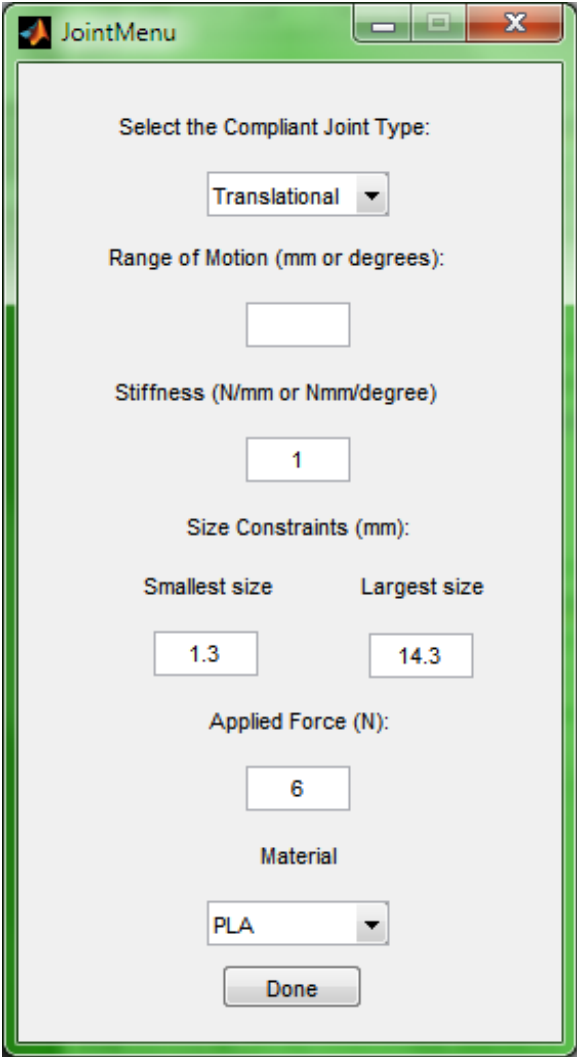 JointMenu
Select the Compliant Joint Type:
Translational
Range of Motion (mm or degrees):
Stiffness (N/mm or Nmm/degree)
1
Size Constraints (mm):
Smallest size Largest size
1.3 14.3
Applied Force (N):
6
Material
PLA
Done